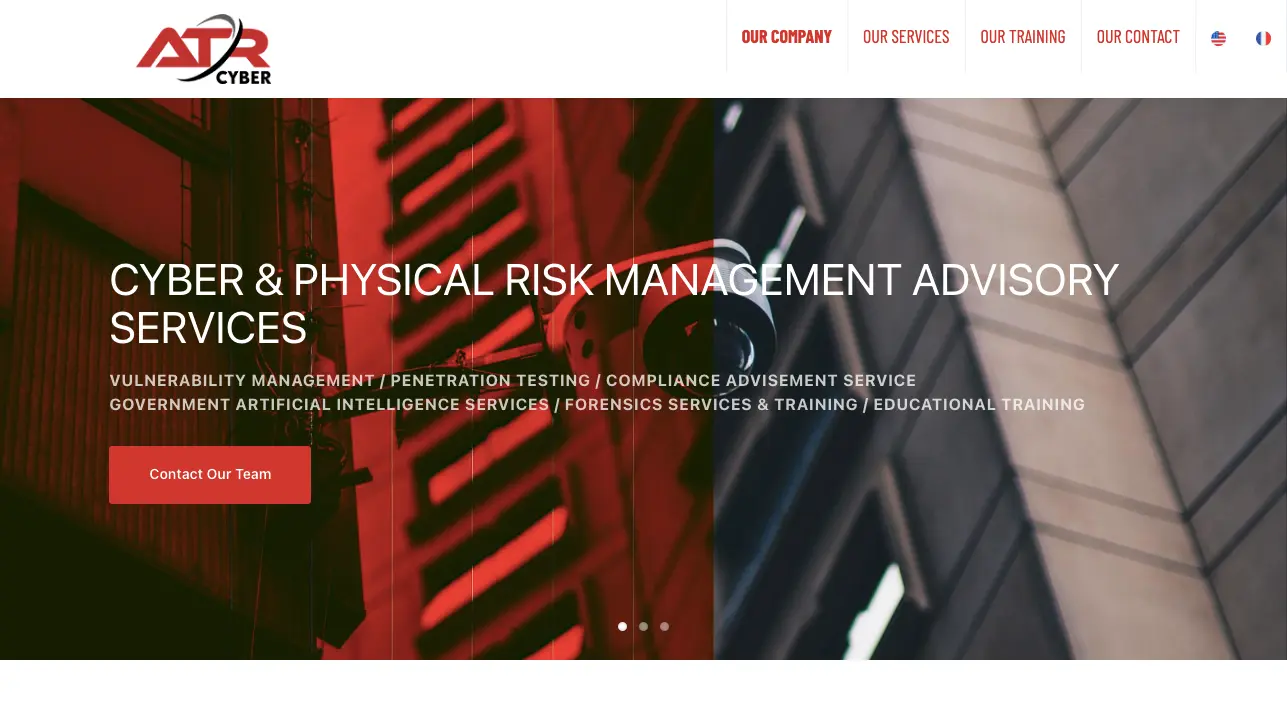 ATR
CYBER
OUR COMPANY
OUR SERVICES
OUR TRAINING
OUR CONTACT
CYBER & PHYSICAL RISK MANAGEMENT ADVISORY
SERVICES
VULNERABILITY MANAGEMENT / PENETRATION TESTING / COMPLIANCE ADVISEMENT SERVICE
GOVERNMENT ARTIFICIAL INTELLIGENCE SERVICES / FORENSICS SERVICES & TRAINING / EDUCATIONAL TRAINING
Contact Our Team